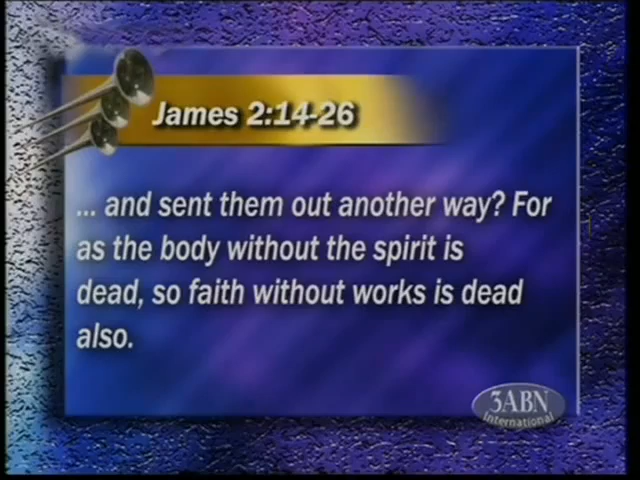 James 2:14-26
... and sent them out another way? For
as the body without the spirit is
dead, so faith without works is dead
also.
3ABN
International